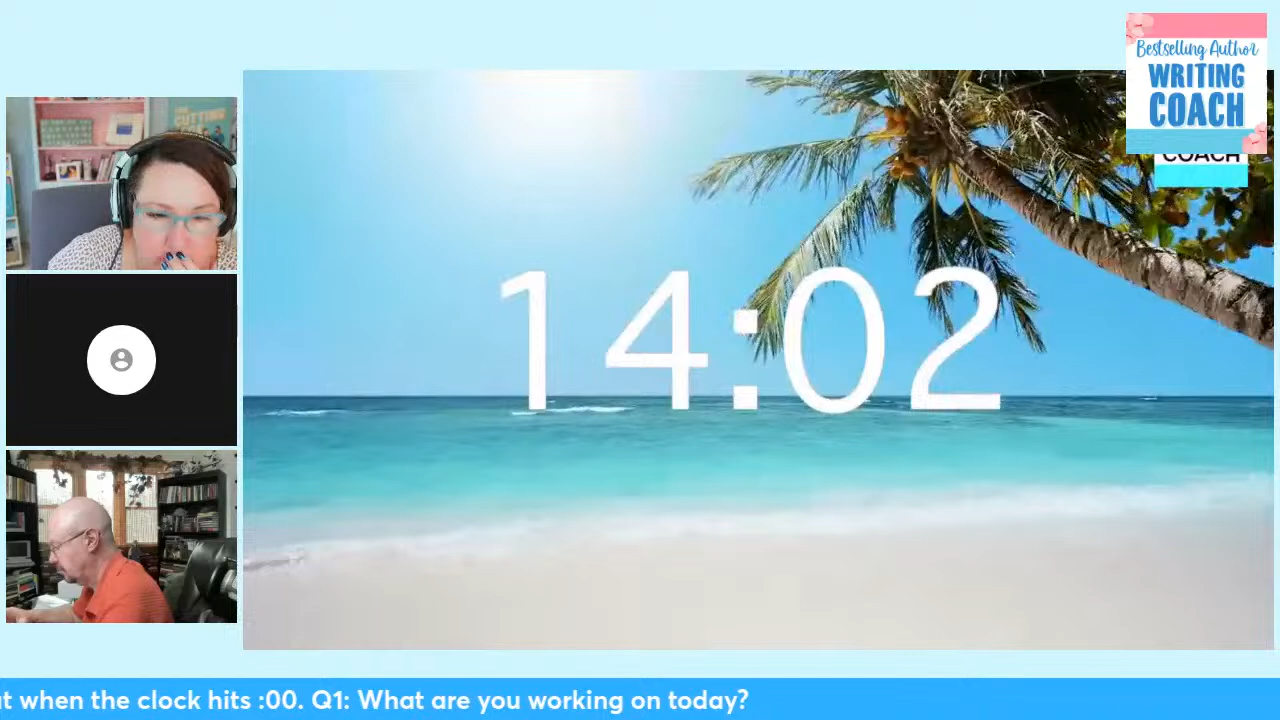 Bestselling Author
WRITING
COACH
COACH
14:02
when the clock hits :00. Q1: What are you working on today?